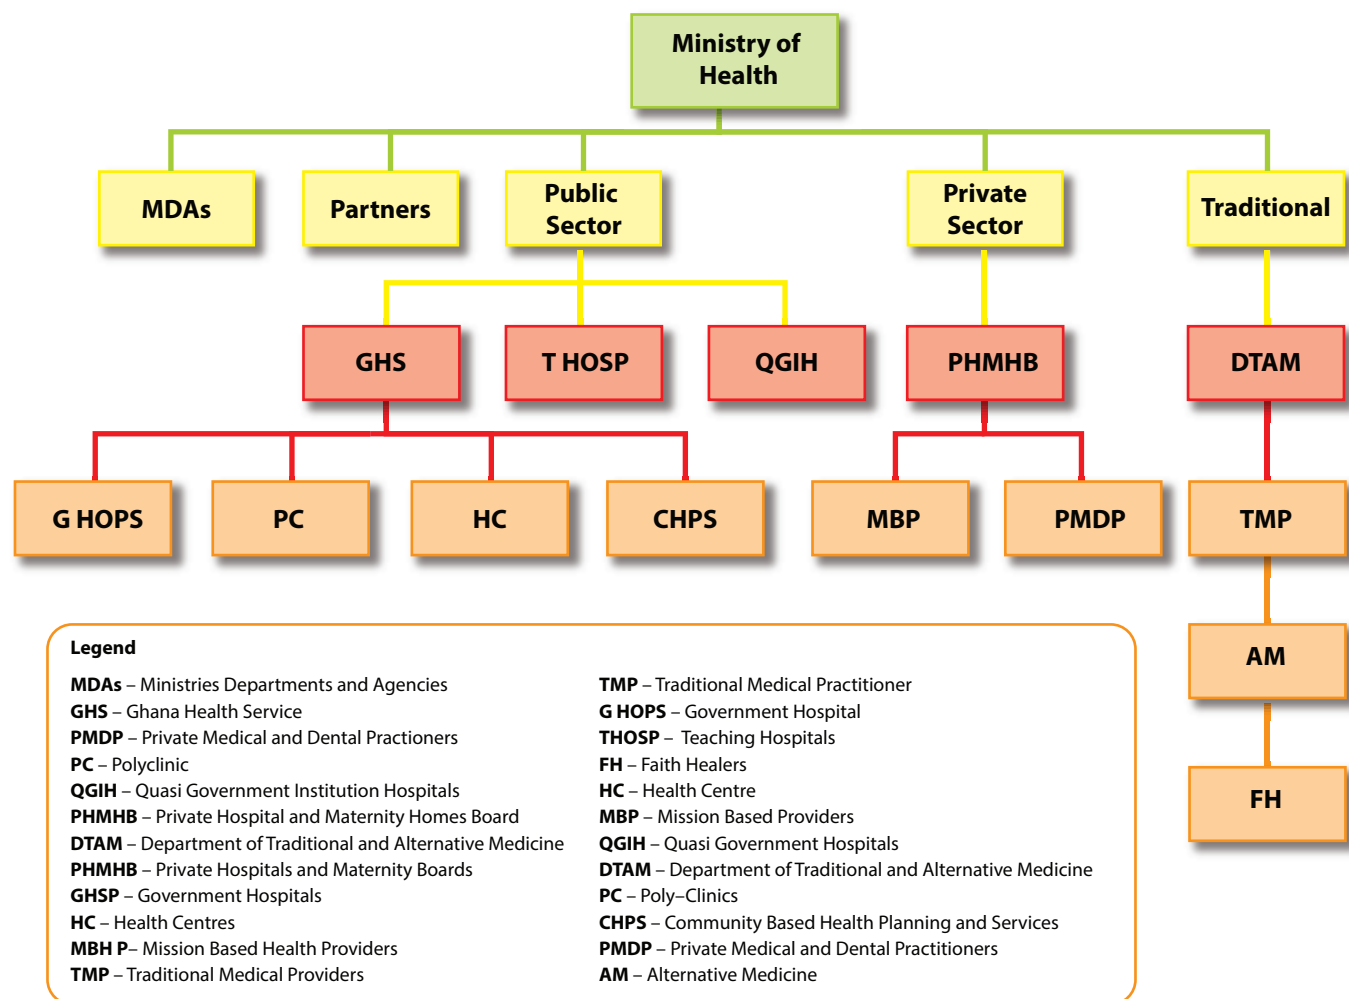 Ministry of
Health
MDAs
Partners
Public
Sector
Private
Sector
Traditional
GHS
T HOSP
QGIH
PHMHB
DTAM
G HOPS
PC
HC
CHPS
MBP
PMDP
TMP
AM
FH
Legend
MDAs – Ministries Departments and Agencies
GHS – Ghana Health Service
PMDP – Private Medical and Dental Practioners
PC – Polyclinic
QGIH – Quasi Government Institution Hospitals
PHMHB – Private Hospital and Maternity Homes Board
DTAM – Department of Traditional and Alternative Medicine
PHMHB – Private Hospitals and Maternity Boards
GHSP – Government Hospitals
HC – Health Centres
MBH P– Mission Based Health Providers
TMP – Traditional Medical Providers
TMP – Traditional Medical Practitioner
G HOPS – Government Hospital
THOSP – Teaching Hospitals
FH – Faith Healers
HC – Health Centre
MBP – Mission Based Providers
QGIH – Quasi Government Hospitals
DTAM – Department of Traditional and Alternative Medicine
PC – Poly–Clinics
CHPS – Community Based Health Planning and Services
PMDP – Private Medical and Dental Practitioners
AM – Alternative Medicine